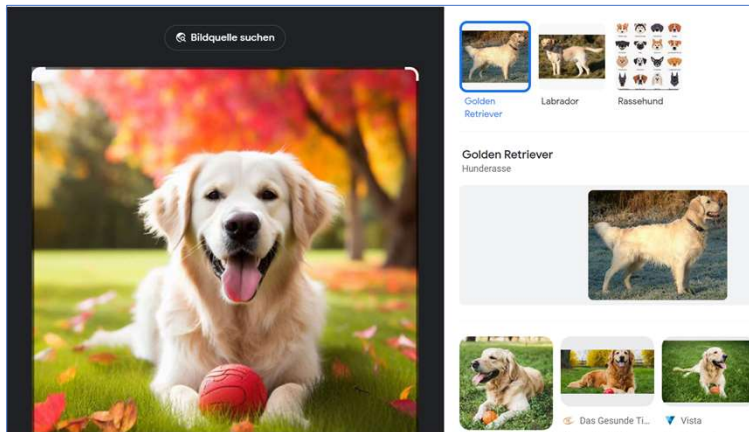 Bildquelle suchen
Golden
Retriever
Labrador
Rassehund
Golden Retriever
Hunderasse
Das Gesunde Ti...
Vista